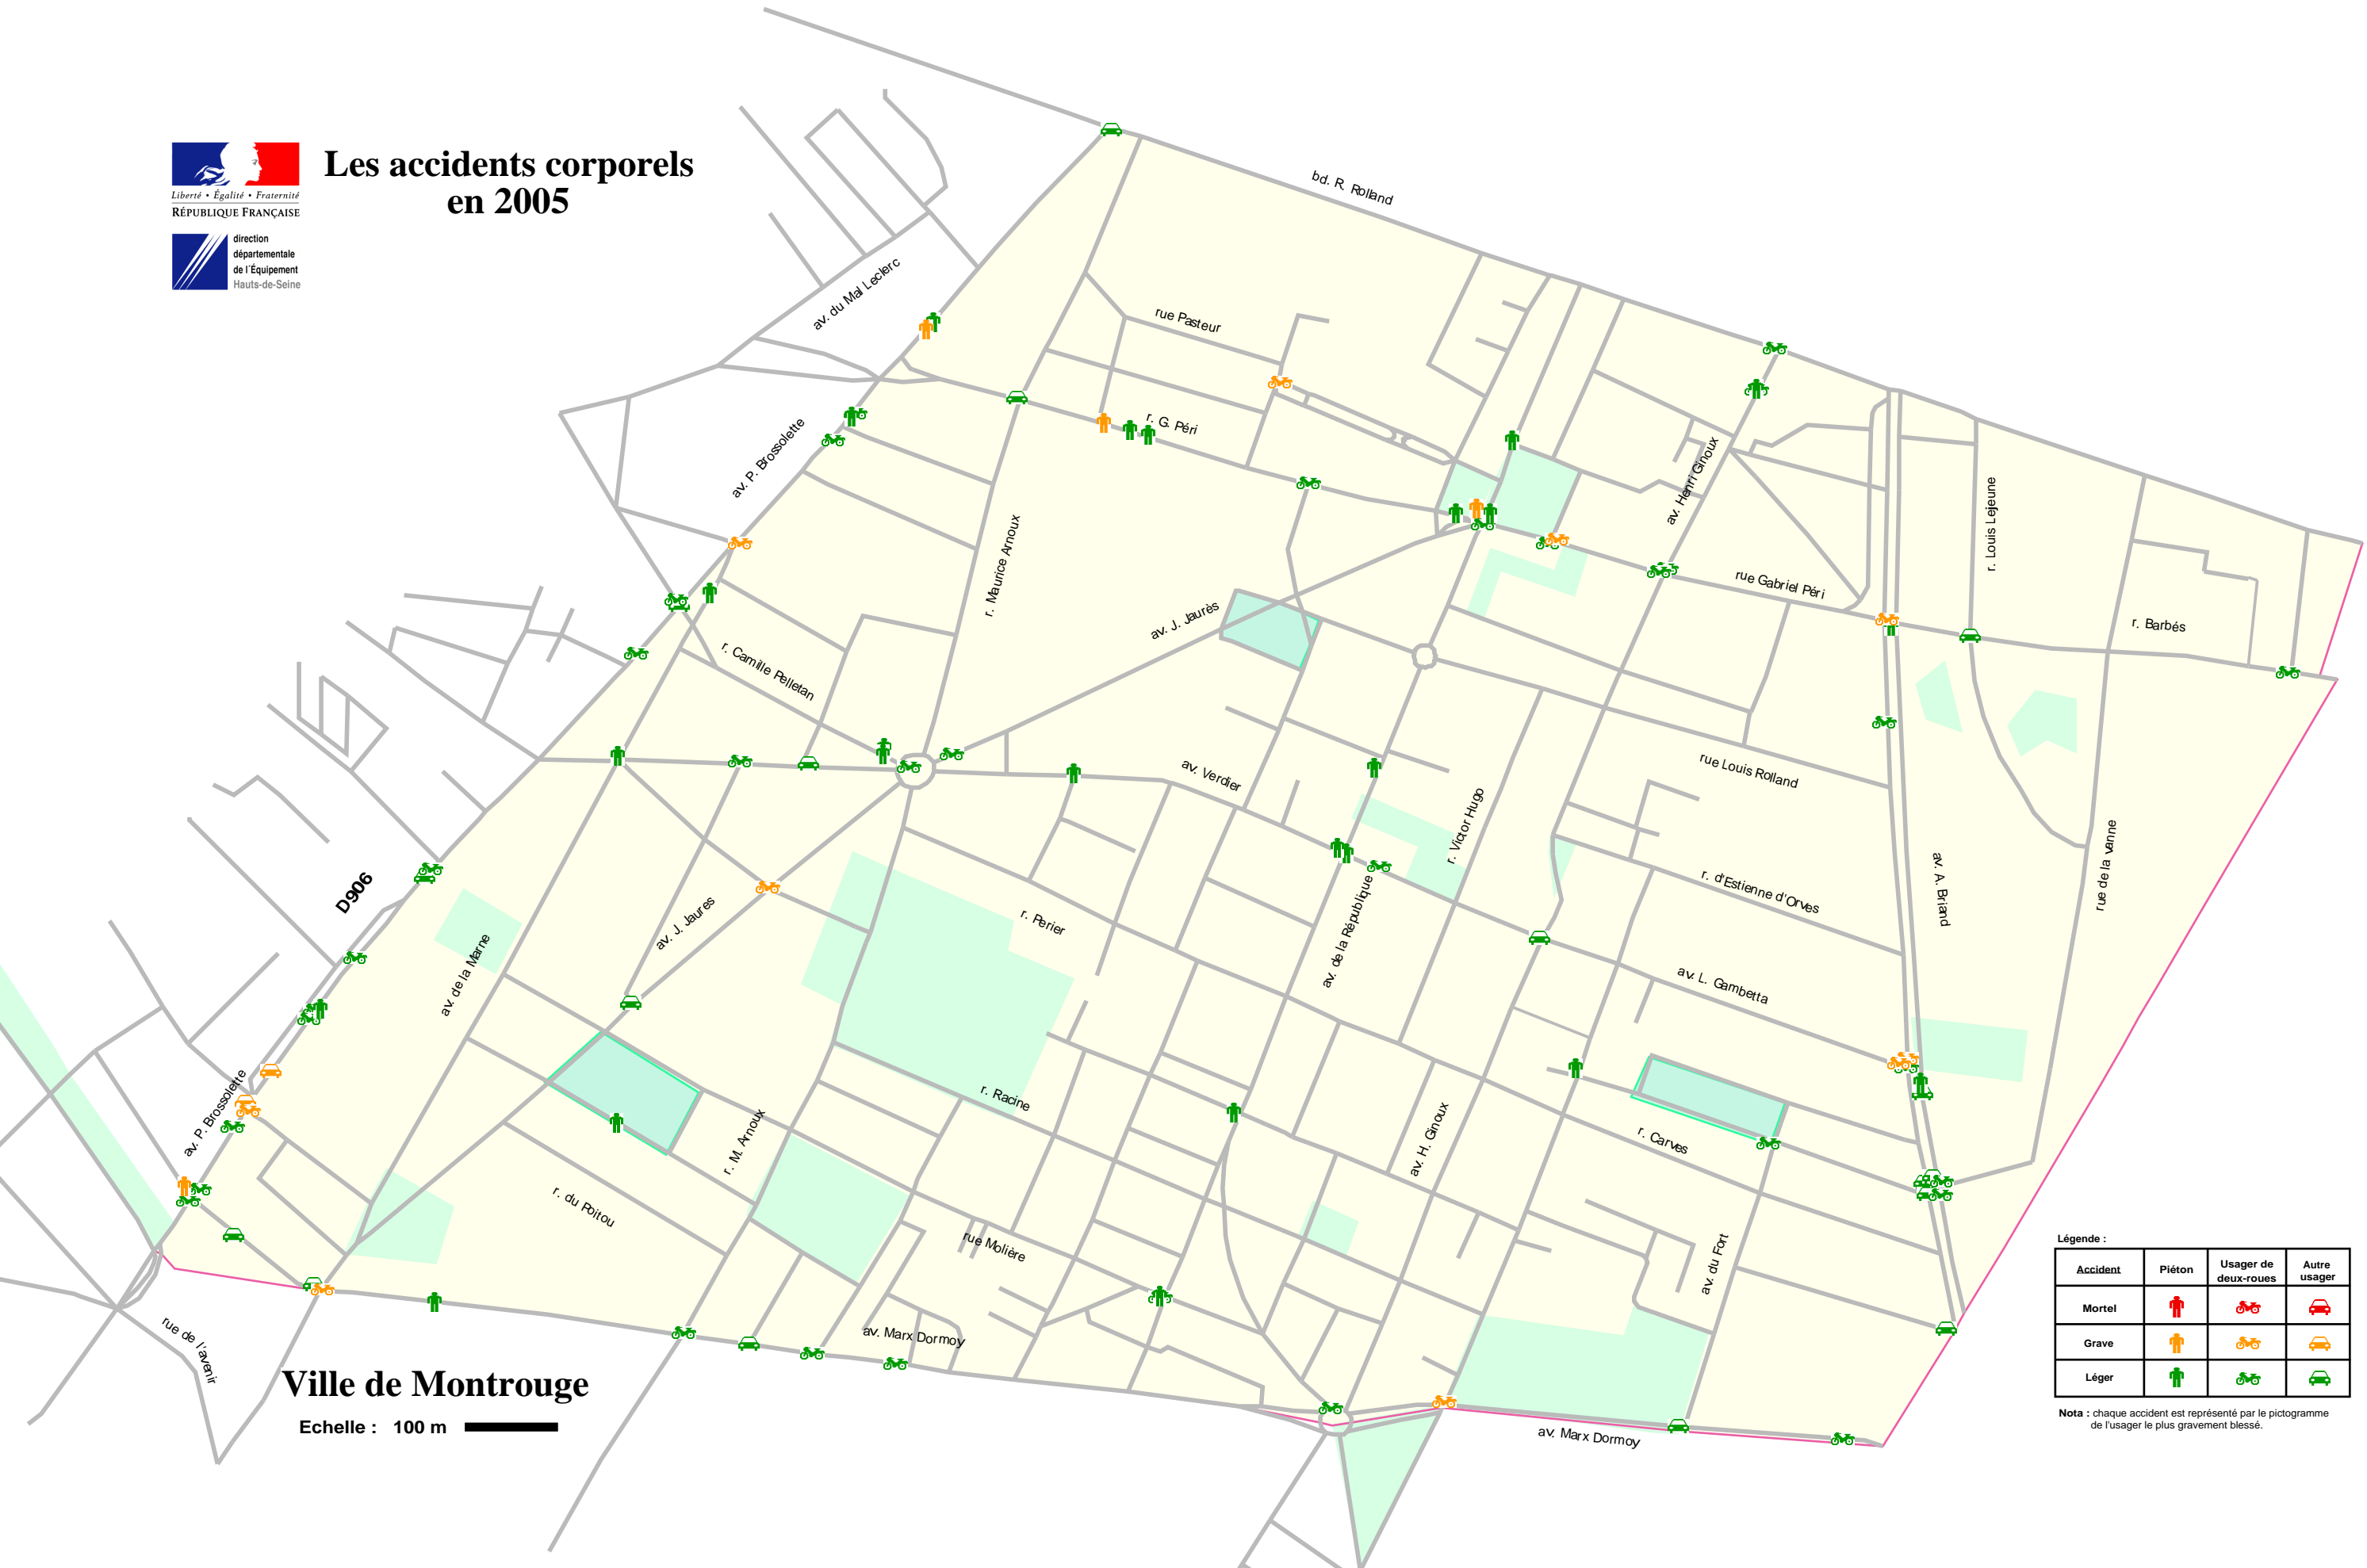 Les accidents corporels
en 2005
Liberté • Égalité • Fraternité
RÉPUBLIQUE FRANÇAISE
direction
départementale
de l'Équipement
Hauts-de-Seine
bd. R. Rolland
av. du Mal Leclerc
rue Pasteur
r. G. Péri
av. P. Brossolette
av. Henri Ginoux
r. Louis Lejeune
r. Maurice Arnoux
rue Gabriel Péri
r. Barbés
av. J. Jaurès
r. Camille Pelletan
av. Verdier
rue Louis Rolland
r. Victor Hugo
D906
r. d'Estienne d'Orves
av. A. Briand
rue de la vanne
av. J. Jaures
r. Perier
av. de la République
av. de la Marne
av. L. Gambetta
r. Racine
av. P. Brossolette
r. M. Arnoux
av. H. Ginoux
r. Carves
r. du Poitou
rue Molière
av. du Fort
rue de l'avenir
av. Marx Dormoy
av. Marx Dormoy
Ville de Montrouge
Echelle : 100 m
Légende :
Accident Piéton Usager de deux-roues Autre usager
Mortel
Grave
Léger
Nota : chaque accident est représenté par le pictogramme
de l'usager le plus gravement blessé.